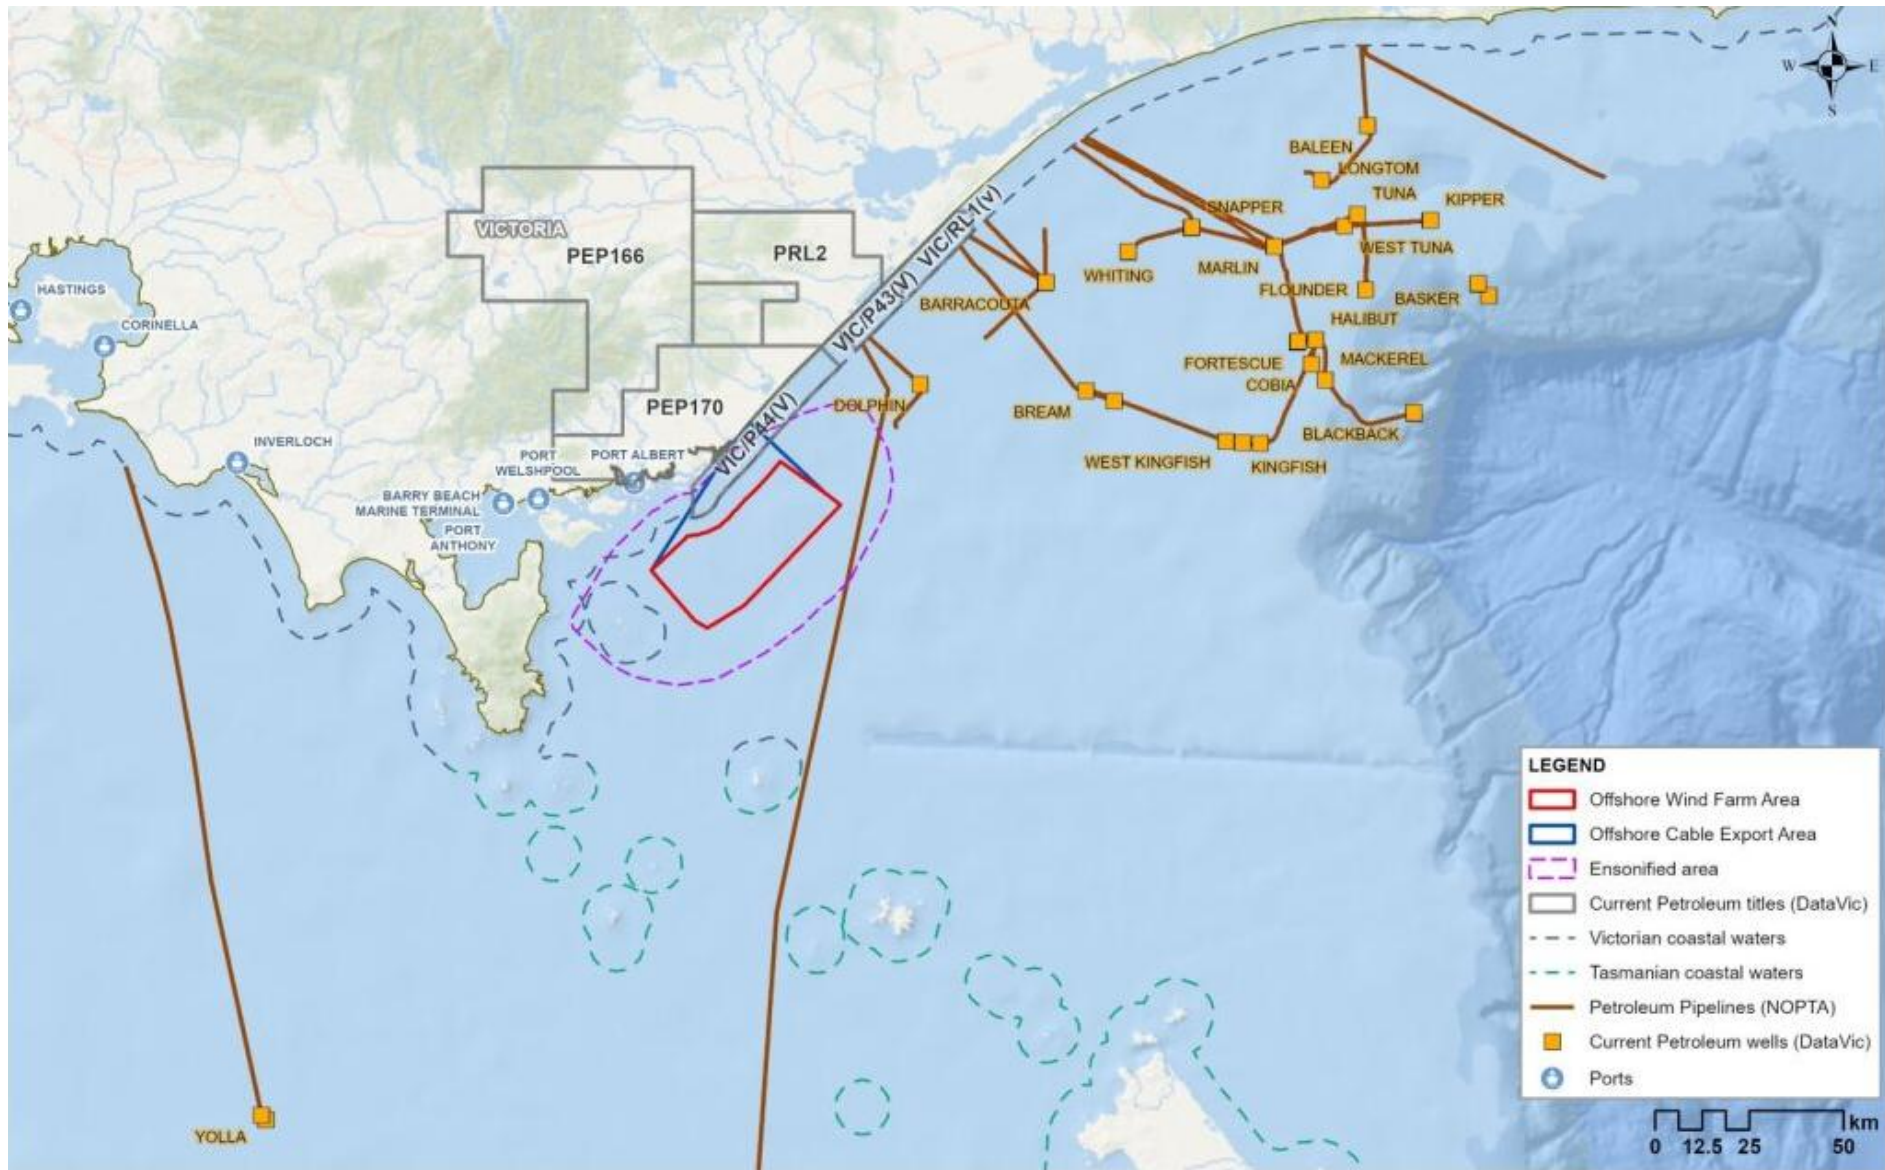 N
W
E
S
BALEEN
LONGTOM
TUNA
KIPPER
SNAPPER
VICTORIA
PEP166
PRL2
VIC/RL1(v)
WEST TUNA
WHITING
MARLIN
FLOUNDER
BASKER
HASTINGS
BARRACOUTA
VIC/P43(V)
HALIBUT
CORINELLA
FORTESCUE
MACKEREL
COBIA
PEP170
DOLPHIN
BREAM
BLACKBACK
VIC/P44(V)
INVERLOCH
PORT
WELSHPOOL
PORT ALBERT
WEST KINGFISH
KINGFISH
BARRY BEACH
MARINE TERMINAL
PORT
ANTHONY
LEGEND
Offshore Wind Farm Area
Offshore Cable Export Area
Ensonified area
Current Petroleum titles (DataVic)
Victorian coastal waters
Tasmanian coastal waters
Petroleum Pipelines (NOPTA)
Current Petroleum wells (DataVic)
Ports
YOLLA
km
0 12.5 25 50